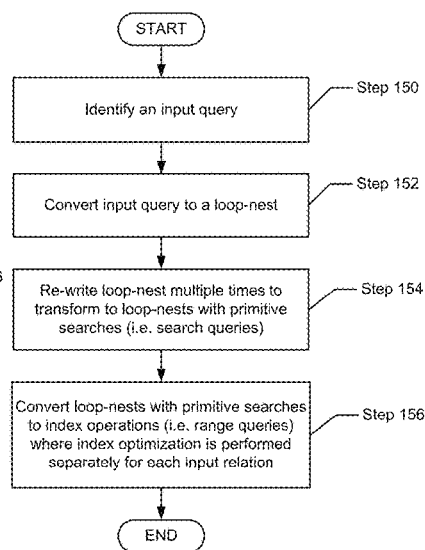 START
Identify an input query
Step 150
Convert input query to a loop-nest
Step 152
Re-write loop-nest multiple times to
transform to loop-nests with primitive
searches (i.e. search queries)
Step 154
Convert loop-nests with primitive searches
to index operations (i.e. range queries)
where index optimization is performed
separately for each input relation
Step 156
END